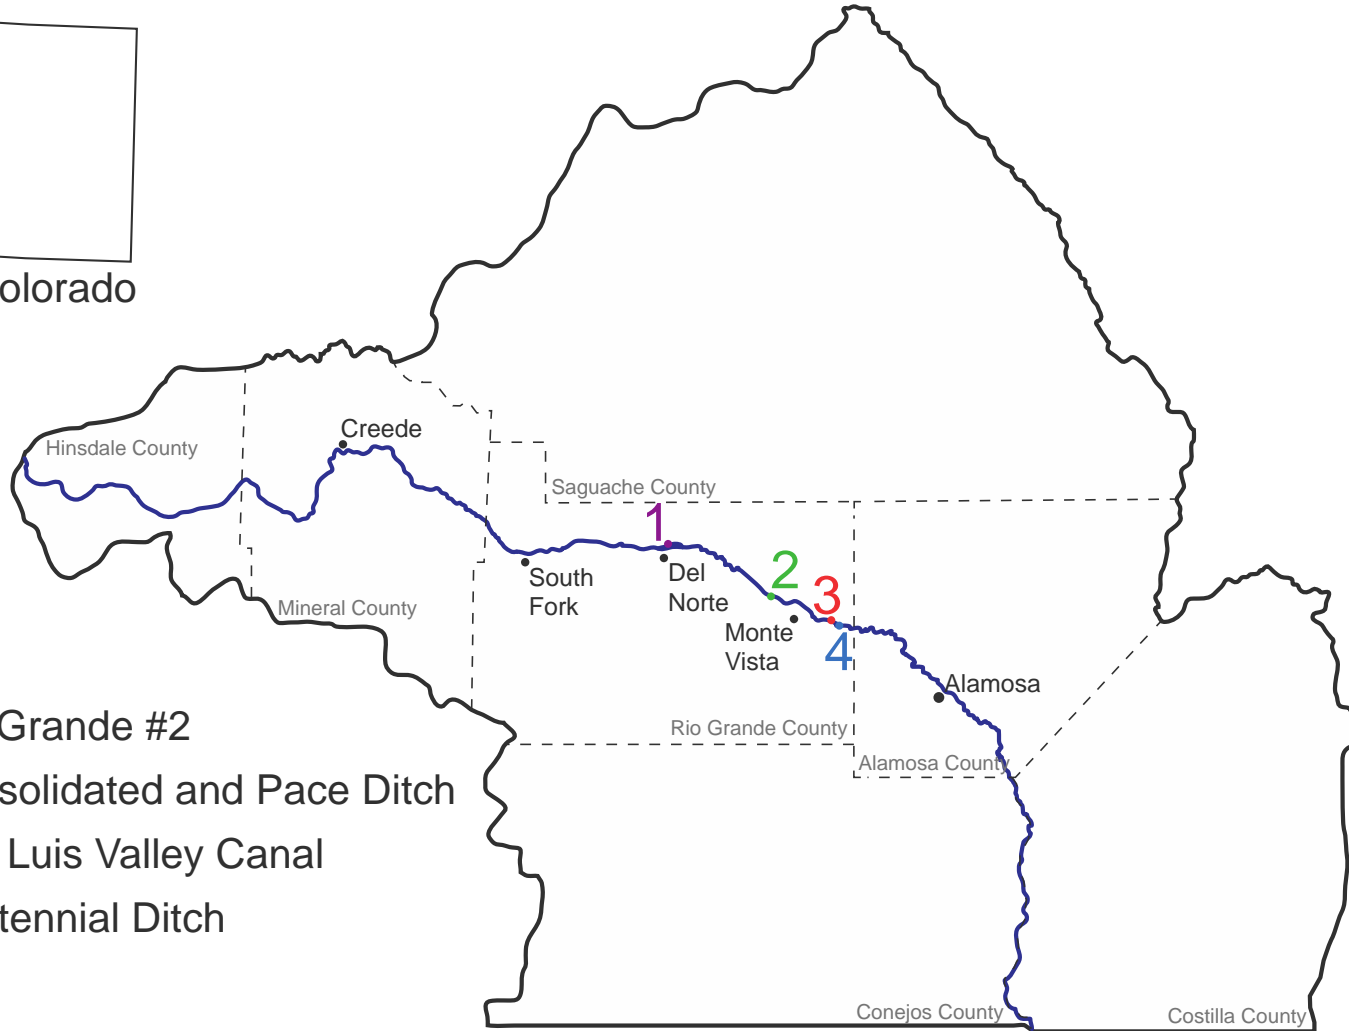 olorado
Creede
Hinsdale County
Saguache County
1
2
3
4
South
Fork
Del
Norte
Mineral County
Monte
Vista
Alamosa
Rio Grande County
Alamosa County
Grande #2
solidated and Pace Ditch
Luis Valley Canal
tennial Ditch
Conejos County
Costilla County